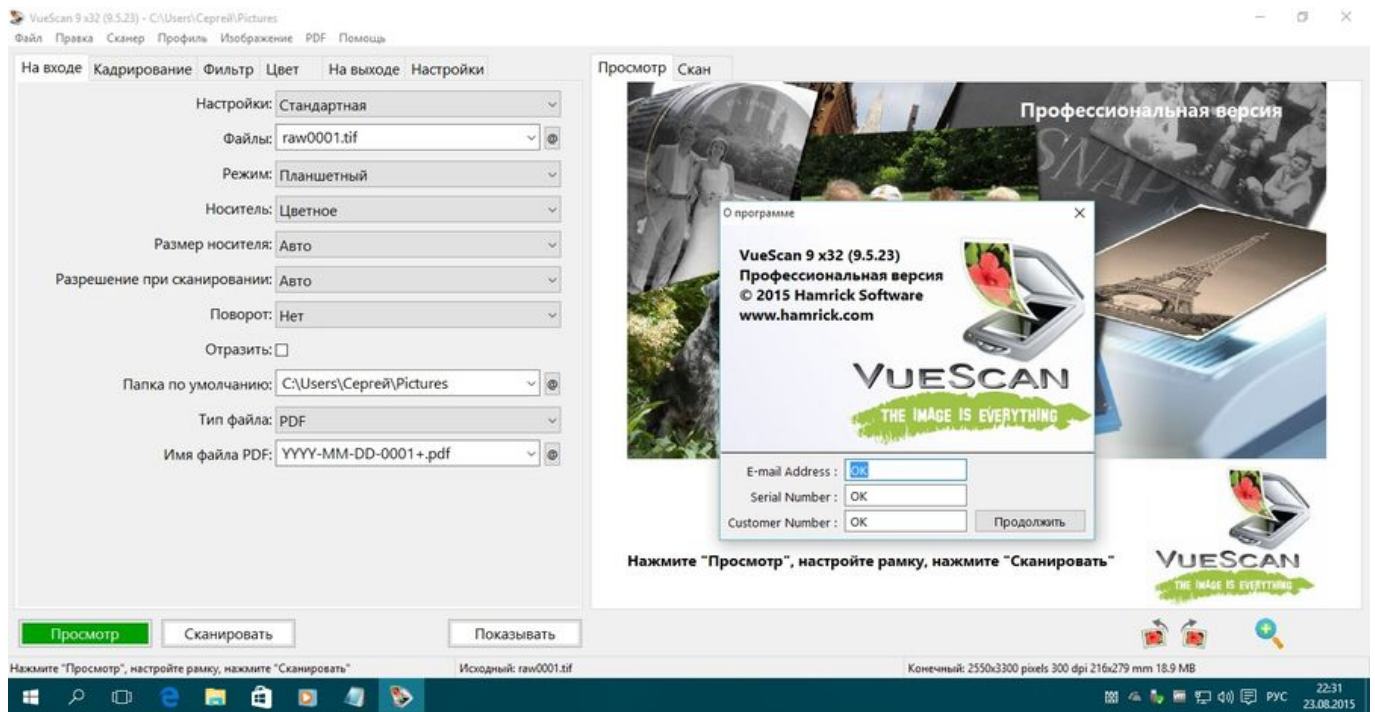 VueScan 9 x32 (9.5.23) - C:\Users\Сергей\Pictures
Файл Правка Сканер Профиль Изображение PDF Помощь
На входе Кадрирование Фильтр Цвет На выходе Настройки
Настройки: Стандартная
Файлы: raw0001.tif @
Режим: Планшетный
Носитель: Цветное
Размер носителя: Авто
Разрешение при сканировании: Авто
Поворот: Нет
Отразить:
Папка по умолчанию: C:\Users\Сергей\Pictures @
Тип файла: PDF
Имя файла PDF: YYYY-MM-DD-0001+.pdf @
Просмотр Скан
Профессиональная версия
SNAP
О программе
VueScan 9 x32 (9.5.23)
Профессиональная версия
© 2015 Hamrick Software
www.hamrick.com
VUESCAN
THE IMAGE IS EVERYTHING
E-mail Address : OK
Serial Number : OK
Customer Number : OK
Продолжить
Нажмите "Просмотр", настройте рамку, нажмите "Сканировать"
VUESCAN
THE IMAGE IS EVERYTHING
Просмотр Сканировать Показывать
Нажмите "Просмотр", настройте рамку, нажмите "Сканировать" Исходный: raw0001.tif Конечный: 2550x3300 pixels 300 dpi 216x279 mm 18.9 MB
РУС 22:31
23.08.2015